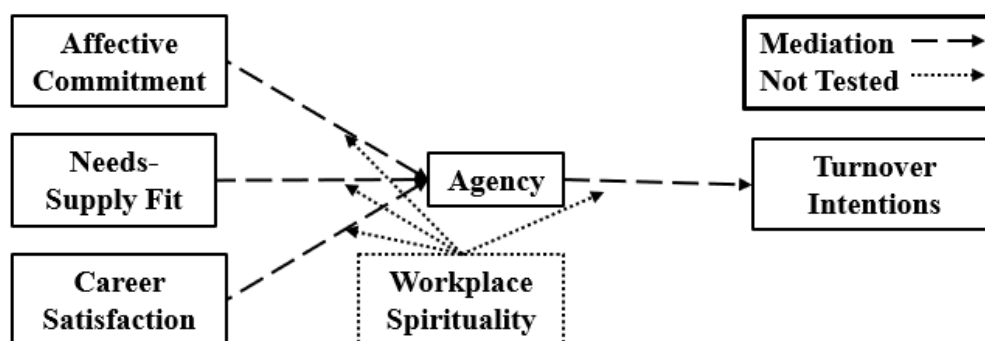 Affective
Commitment
Mediation
Not Tested
Needs-
Supply Fit
Agency
Turnover
Intentions
Career
Satisfaction
Workplace
Spirituality